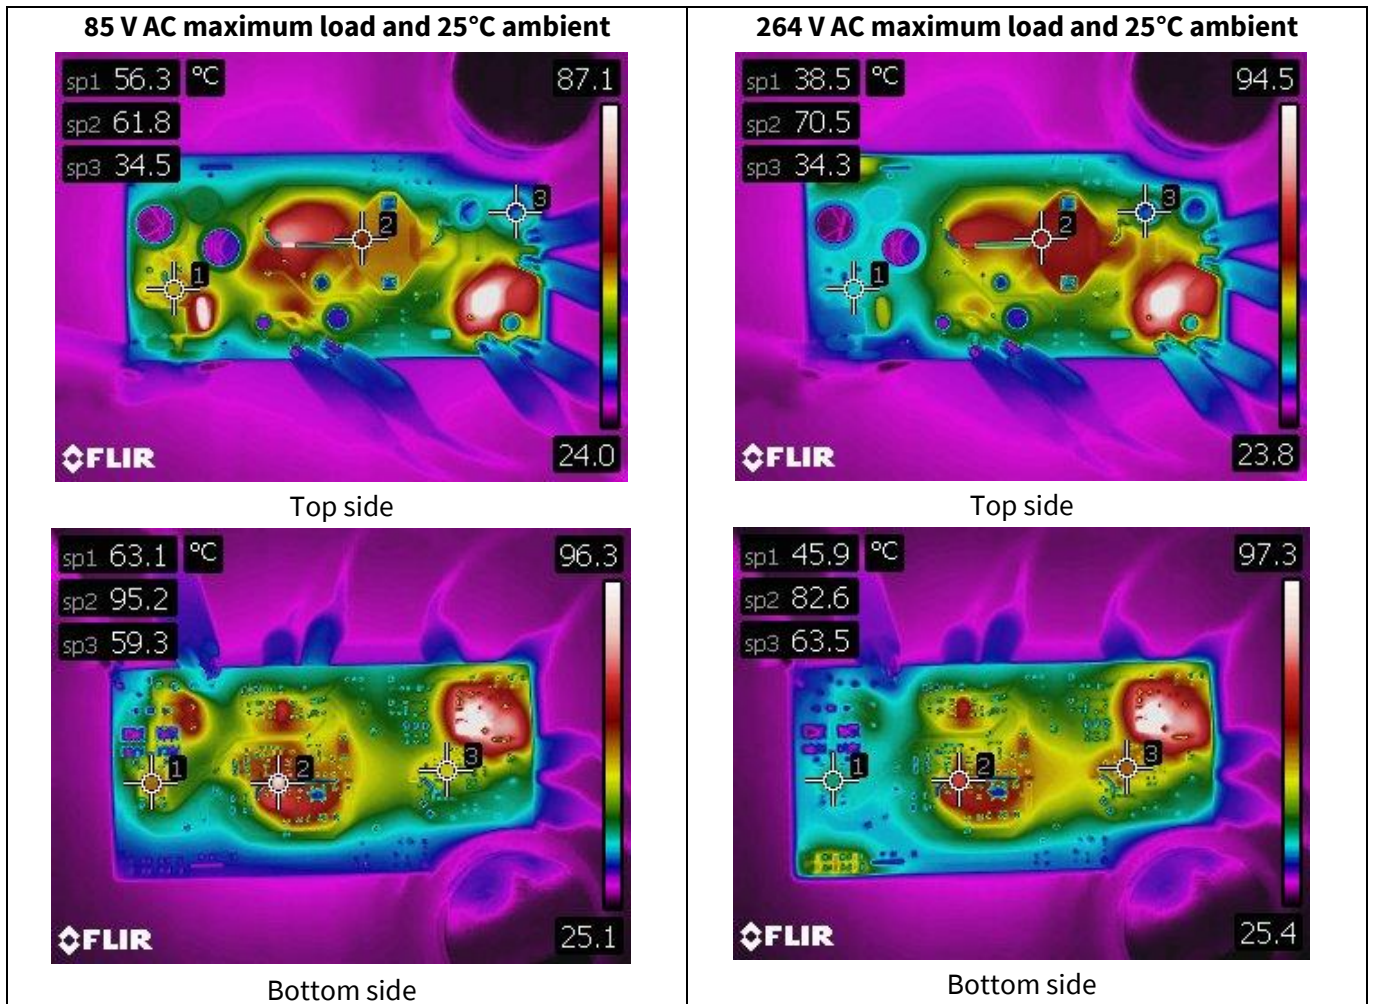 85 V AC maximum load and 25°C ambient
264 V AC maximum load and 25°C ambient
sp1 56.3 °C
87.1
sp2 61.8
sp3 34.5
3
2
1
FLIR
24.0
sp1 38.5 °C
94.5
sp2 70.5
sp3 34.3
3
2
1
FLIR
23.8
Top side
Top side
sp1 63.1 °C
96.3
sp2 95.2
sp3 59.3
3
1
2
FLIR
25.1
sp1 45.9 °C
97.3
sp2 82.6
sp3 63.5
3
1
2
FLIR
25.4
Bottom side
Bottom side